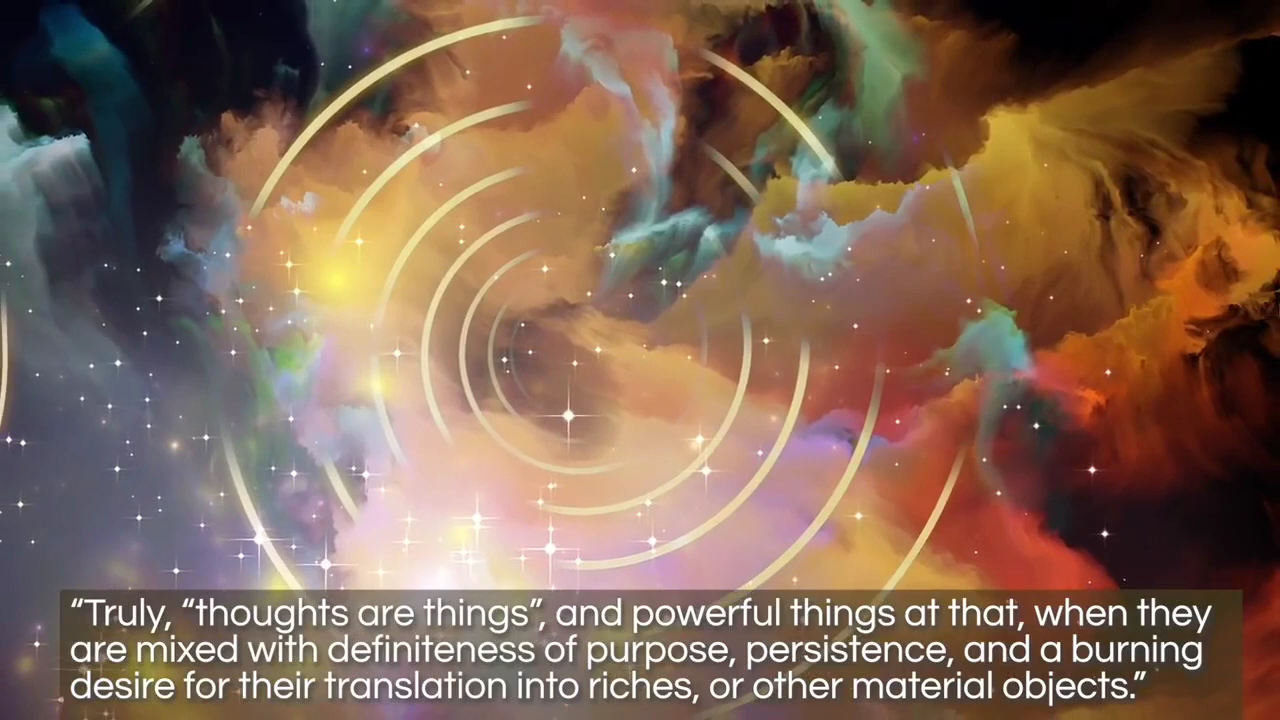 “Truly, “thoughts are things”, and powerful things at that, when they
are mixed with definiteness of purpose, persistence, and a burning
desire for their translation into riches, or other material objects.”